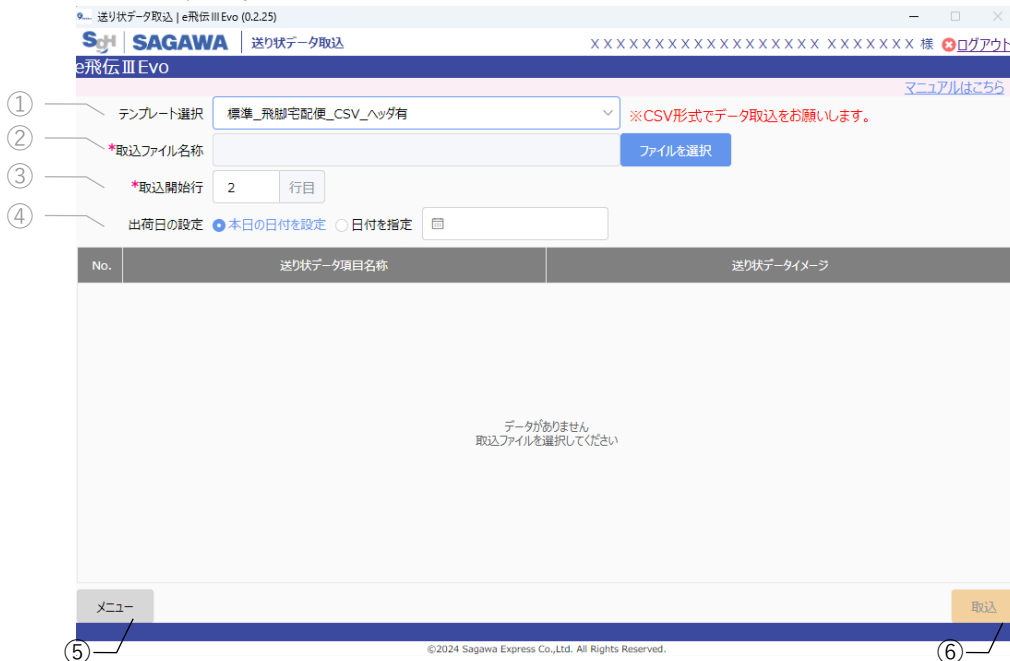 送り状データ取込 | e飛伝ⅢEvo (0.2.25)
SgH SAGAWA 送り状データ取込 XXXXXXXXXXXXXXXXXX XXXXXXX 様 ログアウト
e飛伝ⅢEvo
マニュアルはこちら
① テンプレート選択 標準_飛脚宅配便_CSV_ヘッダ有 ※CSV形式でデータ取込をお願いします。
② *取込ファイル名称 ファイルを選択
③ *取込開始行 2 行目
④ 出荷日の設定 本日の日付を設定 日付を指定
No. 送り状データ項目名称 送り状データイメージ
データがありません
取込ファイルを選択してください
メニュー 取込
⑤ ©2024 Sagawa Express Co.,Ltd. All Rights Reserved. ⑥